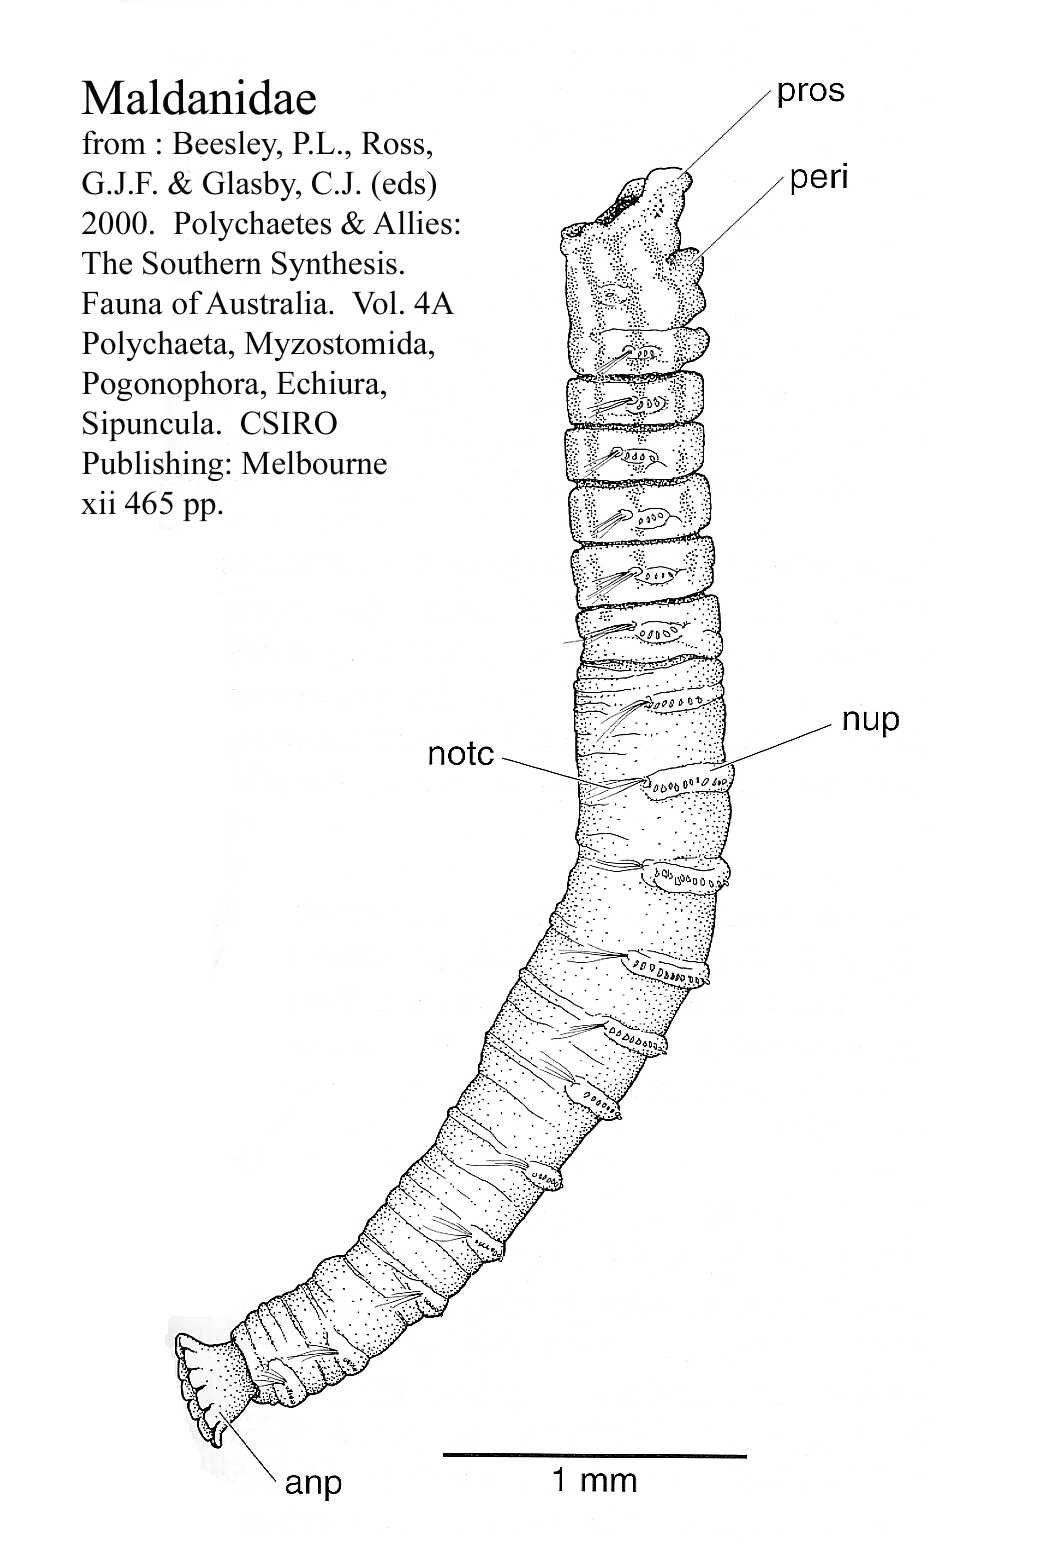 Maldanidae
from : Beesley, P.L., Ross,
G.J.F. & Glasby, C.J. (eds)
2000.  Polychaetes & Allies:
The Southern Synthesis.
Fauna of Australia.  Vol. 4A
Polychaeta, Myzostomida,
Pogonophora, Echiura,
Sipuncula.  CSIRO
Publishing: Melbourne
xii 465 pp.
pros
peri
nup
notc
anp
1 mm